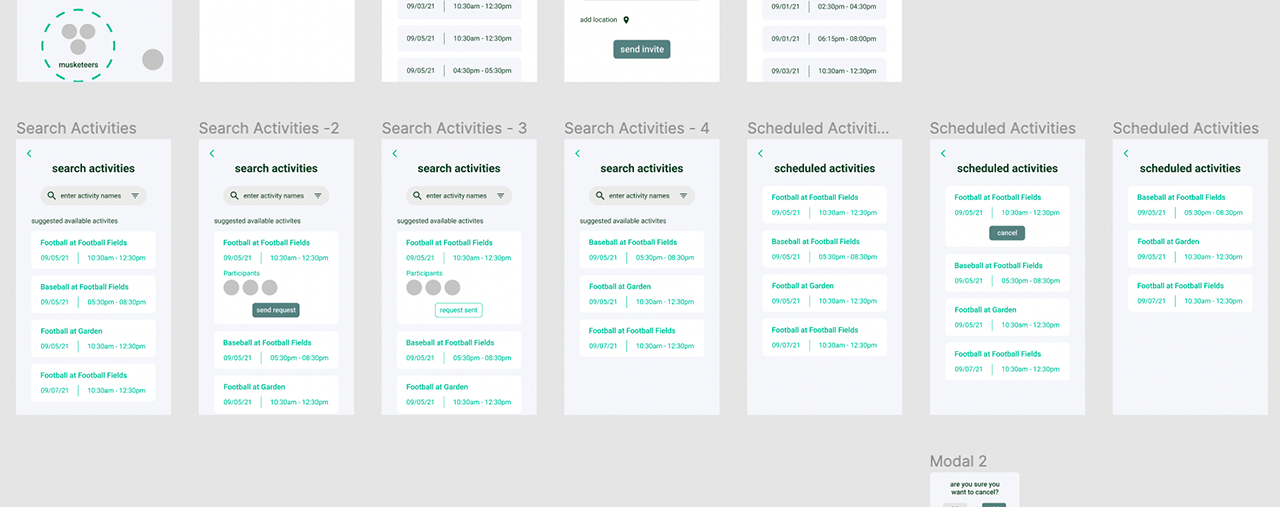 musketeers
09/03/21 10:30am - 12:30pm
09/05/21 10:30am - 12:30pm
09/05/21 04:30pm - 05:30pm
add location
send invite
09/01/21 02:30pm - 04:30pm
09/01/21 06:15pm - 08:00pm
09/03/21 10:30am - 12:30pm
Search Activities
search activities
enter activity names
suggested available activites
Football at Football Fields
09/05/21 10:30am - 12:30pm
Baseball at Football Fields
09/05/21 05:30pm - 08:30pm
Football at Garden
09/05/21 10:30am - 12:30pm
Football at Football Fields
09/07/21 10:30am - 12:30pm
Search Activities -2
search activities
enter activity names
suggested available activites
Football at Football Fields
09/05/21 10:30am - 12:30pm
Participants
send request
Baseball at Football Fields
09/05/21 05:30pm - 08:30pm
Football at Garden
09/05/21 10:30am - 12:30pm
Search Activities - 3
search activities
enter activity names
suggested available activites
Football at Football Fields
09/05/21 10:30am - 12:30pm
Participants
request sent
Baseball at Football Fields
09/05/21 05:30pm - 08:30pm
Football at Garden
09/05/21 10:30am - 12:30pm
Search Activities - 4
search activities
enter activity names
suggested available activites
Baseball at Football Fields
09/05/21 05:30pm - 08:30pm
Football at Garden
09/05/21 10:30am - 12:30pm
Football at Football Fields
09/07/21 10:30am - 12:30pm
Scheduled Activiti...
scheduled activities
Football at Football Fields
09/05/21 10:30am - 12:30pm
Baseball at Football Fields
09/05/21 05:30pm - 08:30pm
Football at Garden
09/05/21 10:30am - 12:30pm
Football at Football Fields
09/07/21 10:30am - 12:30pm
Scheduled Activities
scheduled activities
Football at Football Fields
09/05/21 10:30am - 12:30pm
cancel
Baseball at Football Fields
09/05/21 05:30pm - 08:30pm
Football at Garden
09/05/21 10:30am - 12:30pm
Football at Football Fields
09/07/21 10:30am - 12:30pm
Scheduled Activities
scheduled activities
Baseball at Football Fields
09/05/21 05:30pm - 08:30pm
Football at Garden
09/05/21 10:30am - 12:30pm
Football at Football Fields
09/07/21 10:30am - 12:30pm
Modal 2
are you sure you
want to cancel?